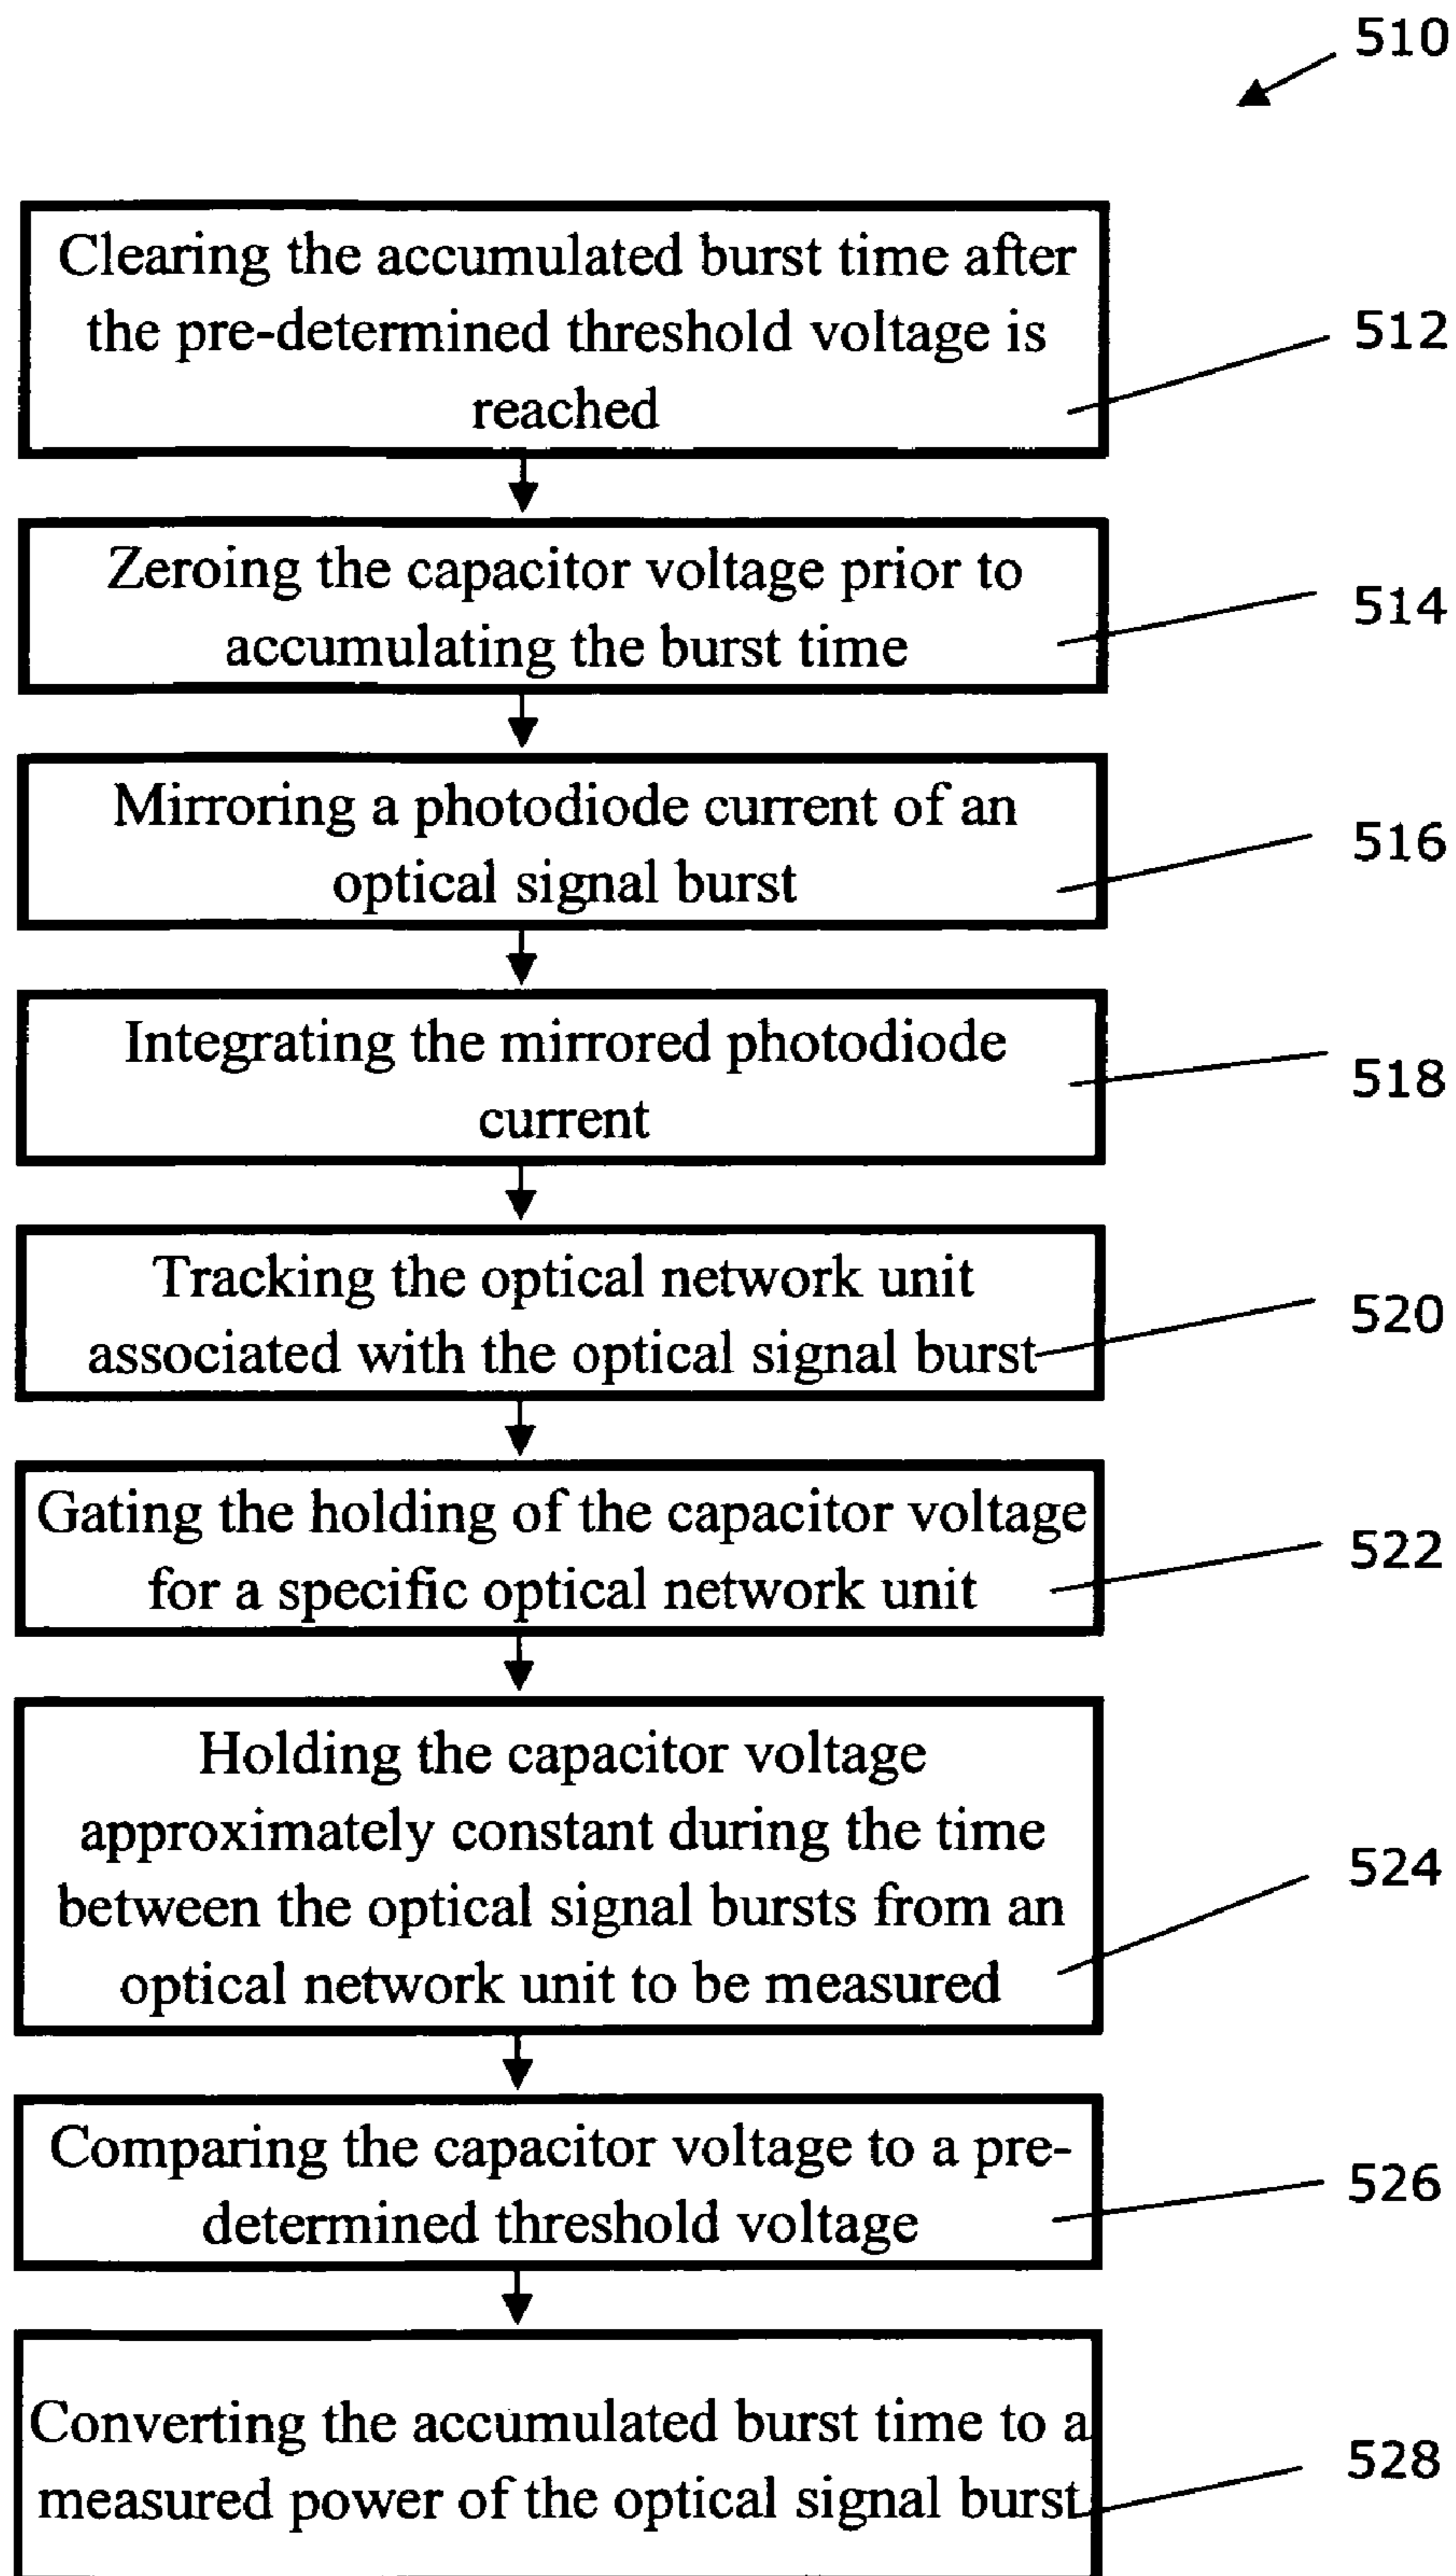 510
Clearing the accumulated burst time after
the pre-determined threshold voltage is
reached
512
Zeroing the capacitor voltage prior to
accumulating the burst time
514
Mirroring a photodiode current of an
optical signal burst
516
Integrating the mirrored photodiode
current
518
Tracking the optical network unit
associated with the optical signal burst
520
Gating the holding of the capacitor voltage
for a specific optical network unit
522
Holding the capacitor voltage
approximately constant during the time
between the optical signal bursts from an
optical network unit to be measured
524
Comparing the capacitor voltage to a pre-
determined threshold voltage
526
Converting the accumulated burst time to a
measured power of the optical signal burst
528